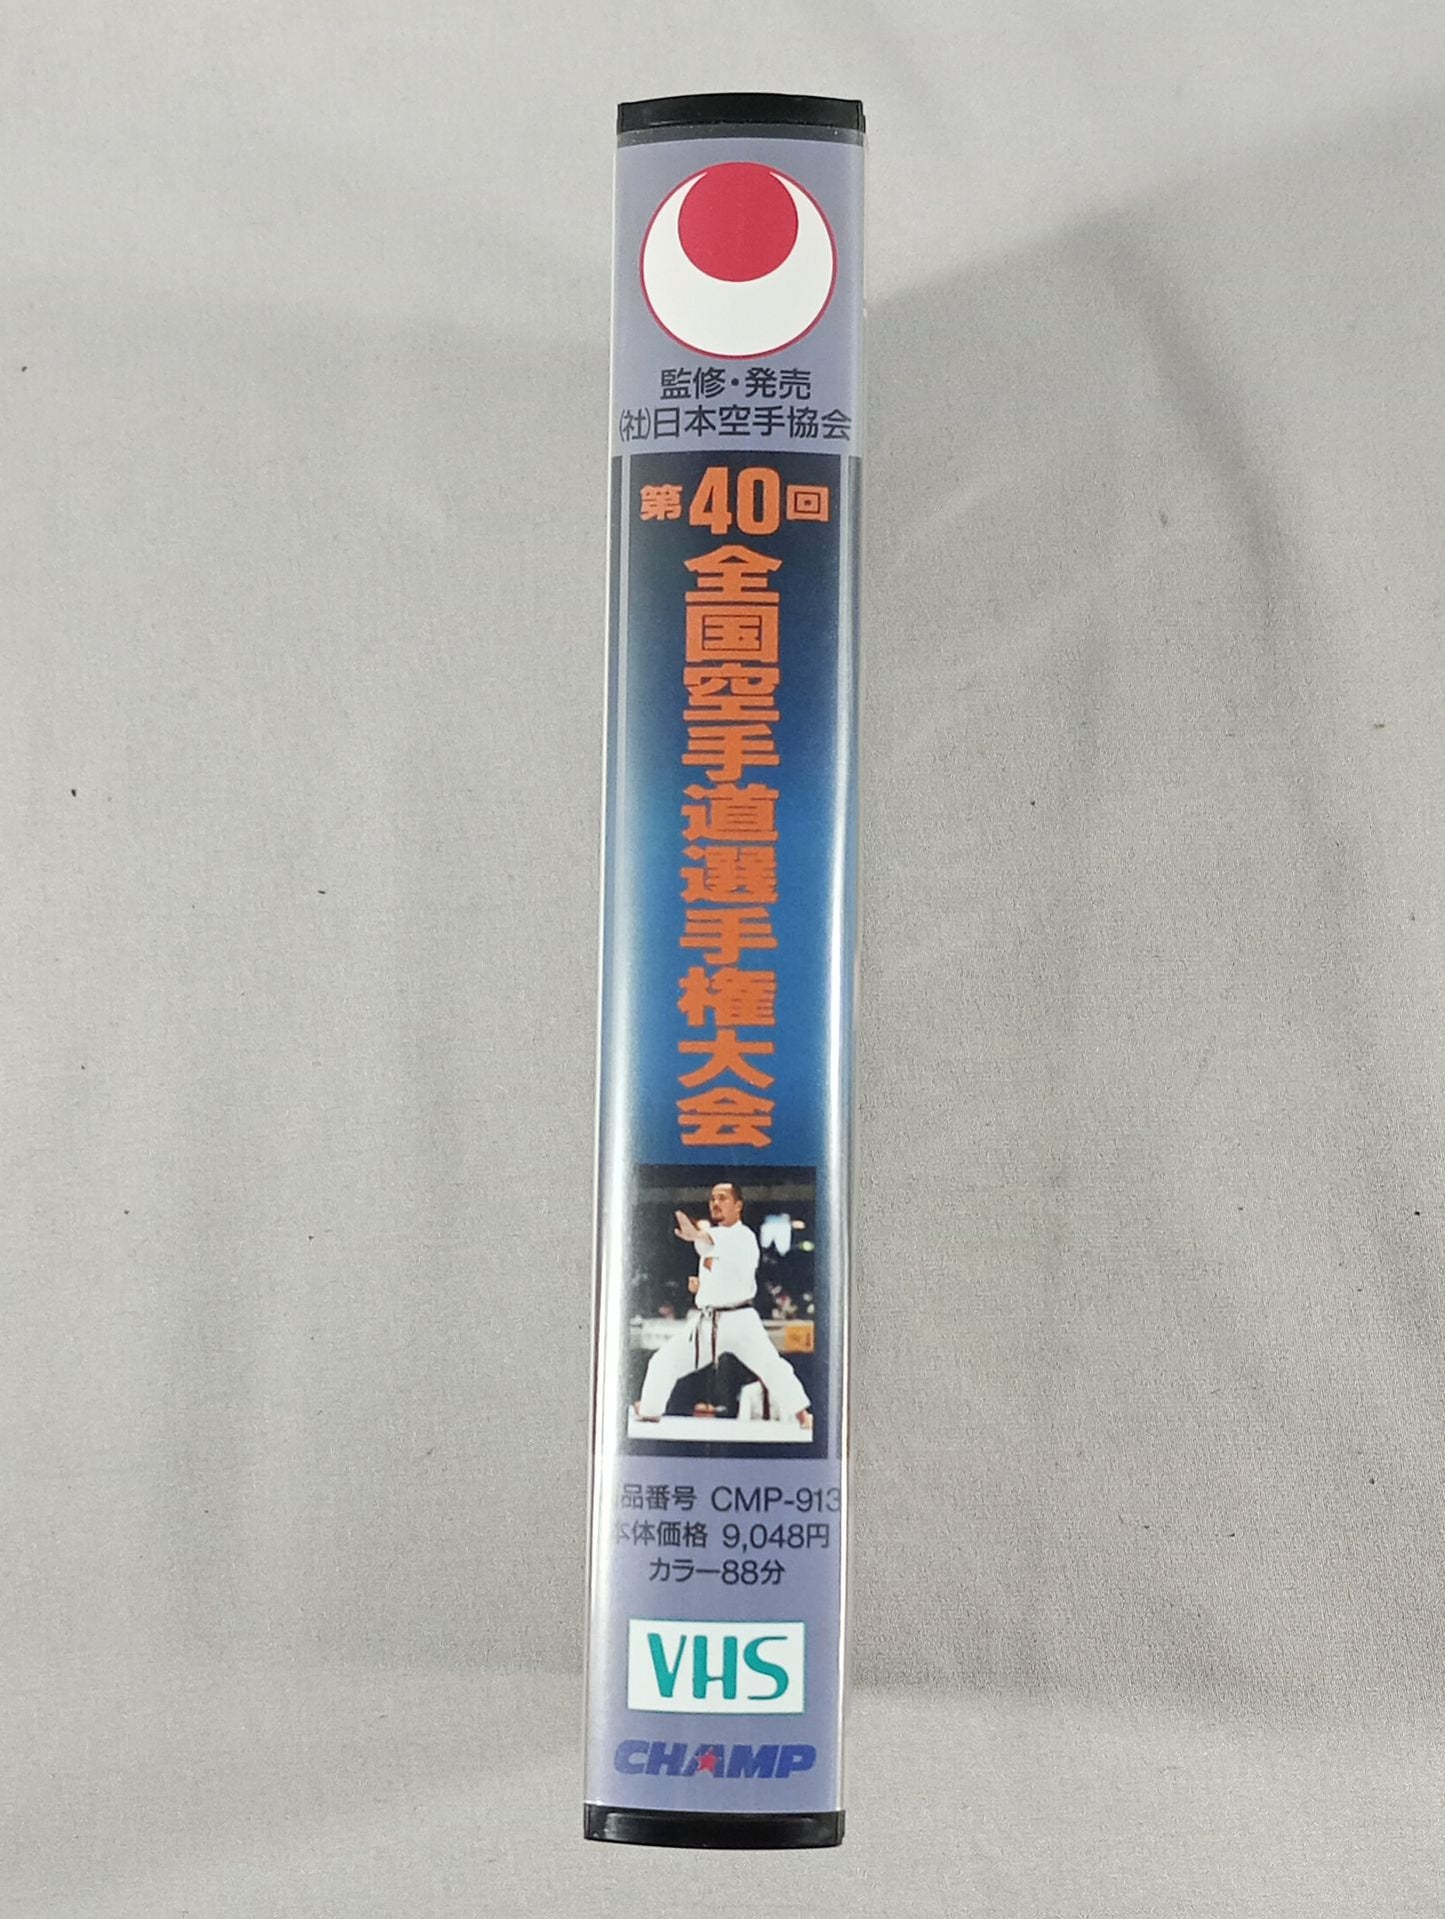 監修・発売
(社)日本空手協会
第40回
全国空手道選手権大会
品番号 CMP-913
本体価格 9,048円
カラー88分
VHS
CHAMP